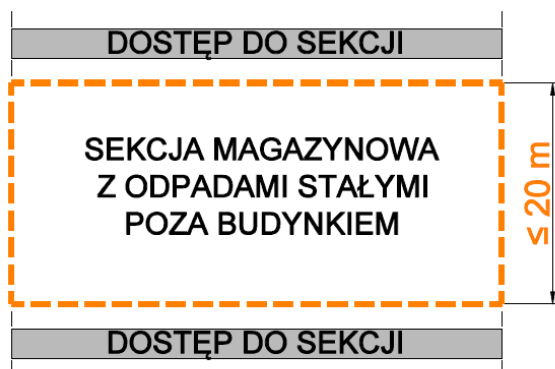 DOSTĘP DO SEKCJI
SEKCJA MAGAZYNOWA
Z ODPADAMI STAŁYMI
POZA BUDYNKIEM
≤ 20 m
DOSTĘP DO SEKCJI